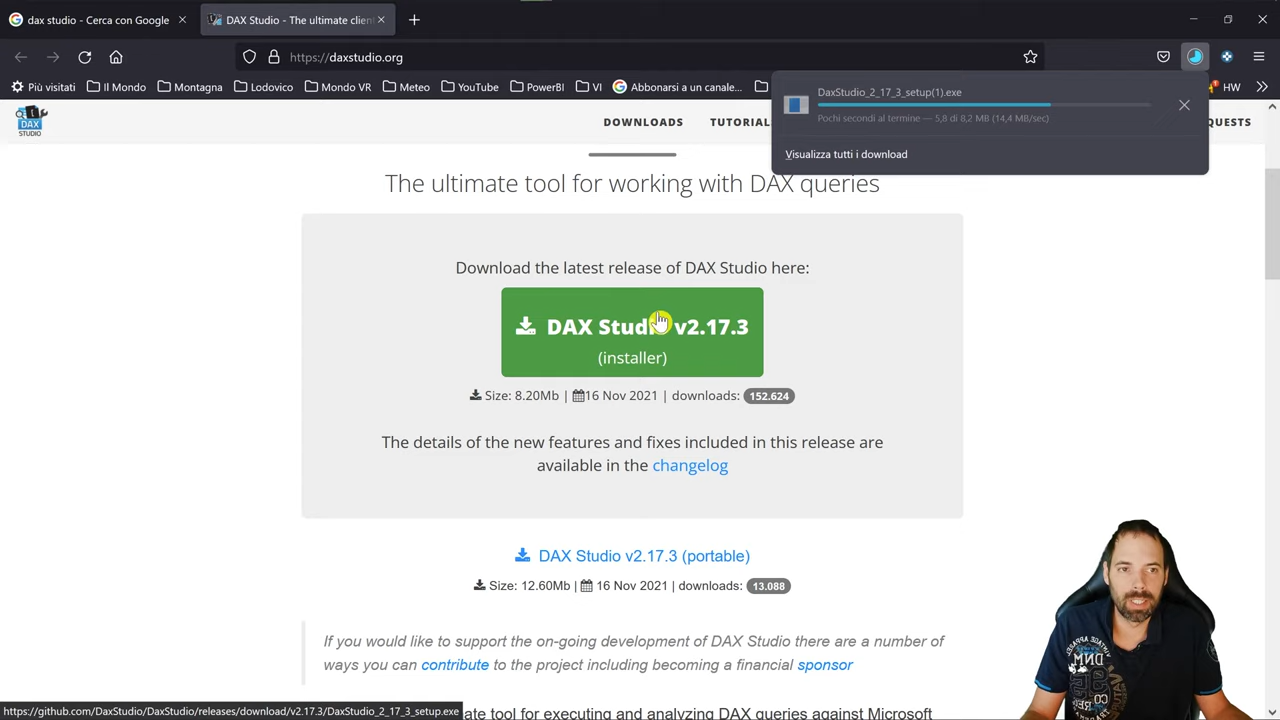 dax studio - Cerca con Google
DAX Studio - The ultimate clien
https://daxstudio.org
Più visitati
Il Mondo
Montagna
Lodovico
Mondo VR
Meteo
YouTube
PowerBI
VI
Abbonarsi a un canale...
HW
DaxStudio_2_17_3_setup(1).exe
Pochi secondi al termine — 5,8 di 8,2 MB (14,4 MB/sec)
Visualizza tutti i download
DAX
STUDIO
DOWNLOADS
TUTORIAL
QUESTS
The ultimate tool for working with DAX queries
Download the latest release of DAX Studio here:
DAX Studio v2.17.3
(installer)
Size: 8.20Mb | 16 Nov 2021 | downloads: 152.624
The details of the new features and fixes included in this release are
available in the changelog
DAX Studio v2.17.3 (portable)
Size: 12.60Mb | 16 Nov 2021 | downloads: 13.088
If you would like to support the on-going development of DAX Studio there are a number of
ways you can contribute to the project including becoming a financial sponsor
https://github.com/DaxStudio/DaxStudio/releases/download/v2.17.3/DaxStudio_2_17_3_setup.exe
ate tool for executing and analyzing DAX queries against Microsoft